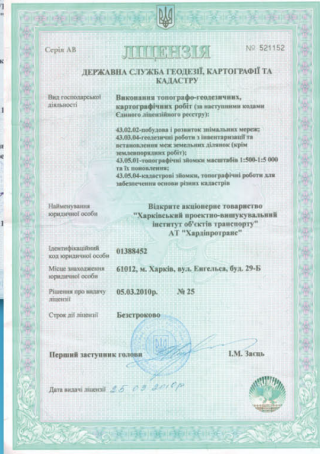 Серія АВ
ЛІЦЕНЗІЯ
№ 521152
ДЕРЖАВНА СЛУЖБА ГЕОДЕЗІЇ, КАРТОГРАФІЇ ТА
КАДАСТРУ
Вид господарської діяльності
Виконання топографо-геодезичних,
картографічних робіт (за наступними кодами
Єдиного ліцензійного реєстру):
43.02.02-побудова і розвиток знімальних мереж;
43.03.04-геодезичні роботи з інвентаризації та
встановлення меж земельних ділянок (крім
землевпорядних робіт);
43.05.01-топографічні зйомки масштабів 1:500-1:5 000
та їх поновлення;
43.05.04-кадастрові зйомки, топографічні роботи для
забезпечення основи різних кадастрів
Найменування
юридичної особи
Відкрите акціонерне товариство
"Харківський проектно-вишукувальний
інститут об'єктів транспорту"
АТ "Хардіпротранс"
Ідентифікаційний
код юридичної особи
01388452
Місце знаходження
юридичної особи
61012, м. Харків, вул. Енгельса, буд. 29-Б
Рішення про видачу
ліцензії
05.03.2010р. № 25
Строк дії ліцензії
Безстроково
Перший заступник голови
І.М. Заєць
Дата видачі ліцензії